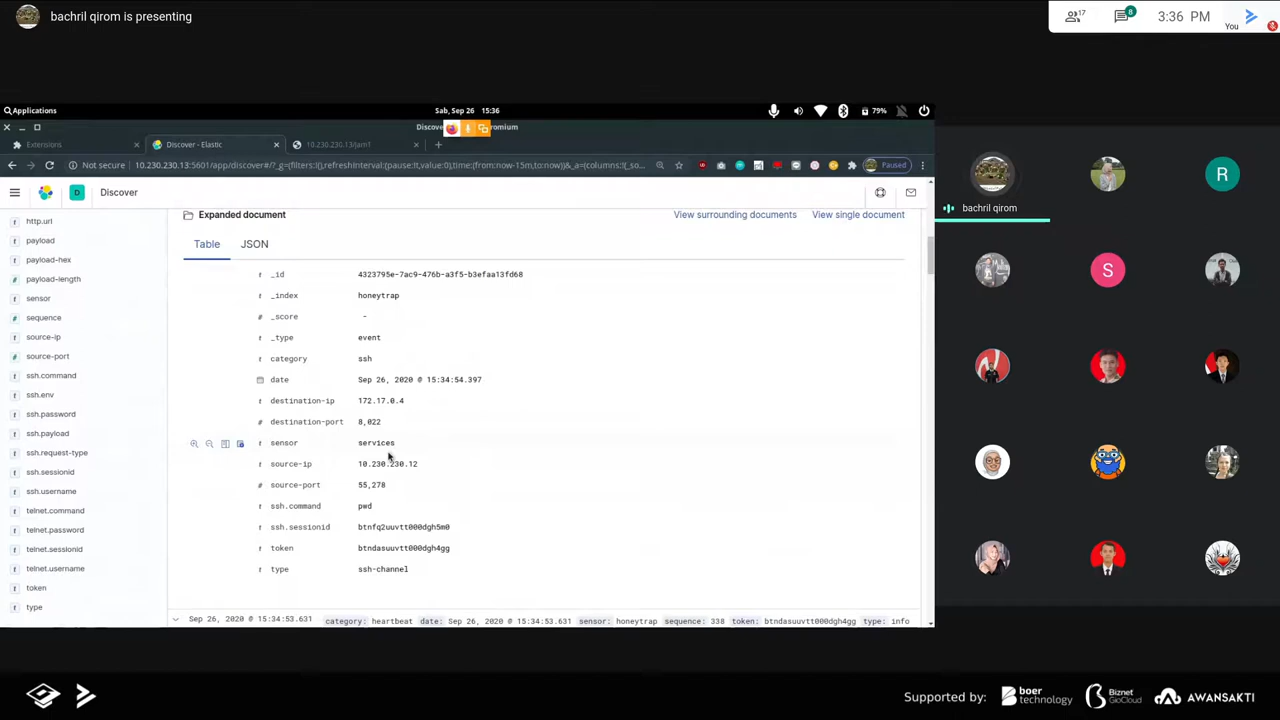 bachril qirom is presenting
17
8
3:36 PM
You
Applications
Sab, Sep 26 15:36
79%
Discove
romium
Extensions
Discover - Elastic
10.230.230.13/jam1
Not secure
10.230.230.13:5601/app/discover#/?_g=(filters:!(),refreshInterval:(pause:!t,value:0),time:(from:now-15m,to:now))&_a=(columns:!(_so...
Paused
D
Discover
Expanded document
View surrounding documents
View single document
Table
JSON
http.url
payload
payload-hex
payload-length
sensor
sequence
source-ip
source-port
ssh.command
ssh.env
ssh.password
ssh.payload
ssh.request-type
ssh.sessionid
ssh.username
telnet.command
telnet.password
telnet.sessionid
telnet.username
token
type
t _id 4323795e-7ac9-476b-a3f5-b3efaa13fd68
t _index honeytrap
# _score -
t _type event
t category ssh
date Sep 26, 2020 @ 15:34:54.397
t destination-ip 172.17.0.4
# destination-port 8,022
t sensor services
t source-ip 10.230.230.12
# source-port 55,278
t ssh.command pwd
t ssh.sessionid btnfq2uuvtt000dgh5m0
t token btndasuuvtt000dgh4gg
t type ssh-channel
Sep 26, 2020 @ 15:34:53.631 category: heartbeat date: Sep 26, 2020 @ 15:34:53.631 sensor: honeytrap sequence: 338 token: btndasuuvtt000dgh4gg type: info
bachril qirom
R
S
Supported by:
boer technology
Biznet GioCloud
AWANSAKTI